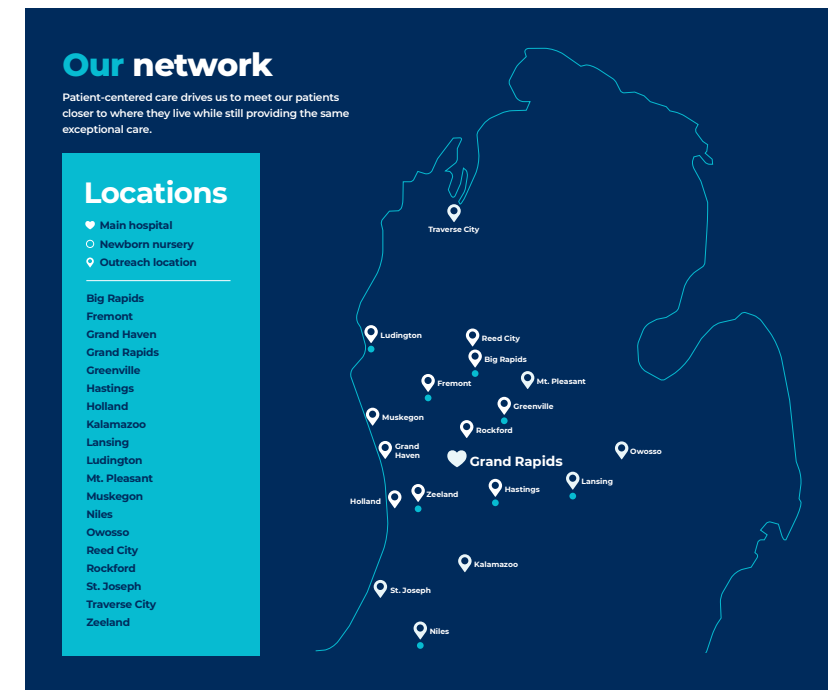 Our network
Patient-centered care drives us to meet our patients
closer to where they live while still providing the same
exceptional care.
Locations
Main hospital
Newborn nursery
Outreach location
Big Rapids
Fremont
Grand Haven
Grand Rapids
Greenville
Hastings
Holland
Kalamazoo
Lansing
Ludington
Mt. Pleasant
Muskegon
Niles
Owosso
Reed City
Rockford
St. Joseph
Traverse City
Zeeland
Traverse City
Ludington
Reed City
Big Rapids
Mt. Pleasant
Fremont
Greenville
Muskegon
Rockford
Grand
Haven
Owosso
Grand Rapids
Lansing
Hastings
Zeeland
Holland
Kalamazoo
St. Joseph
Niles